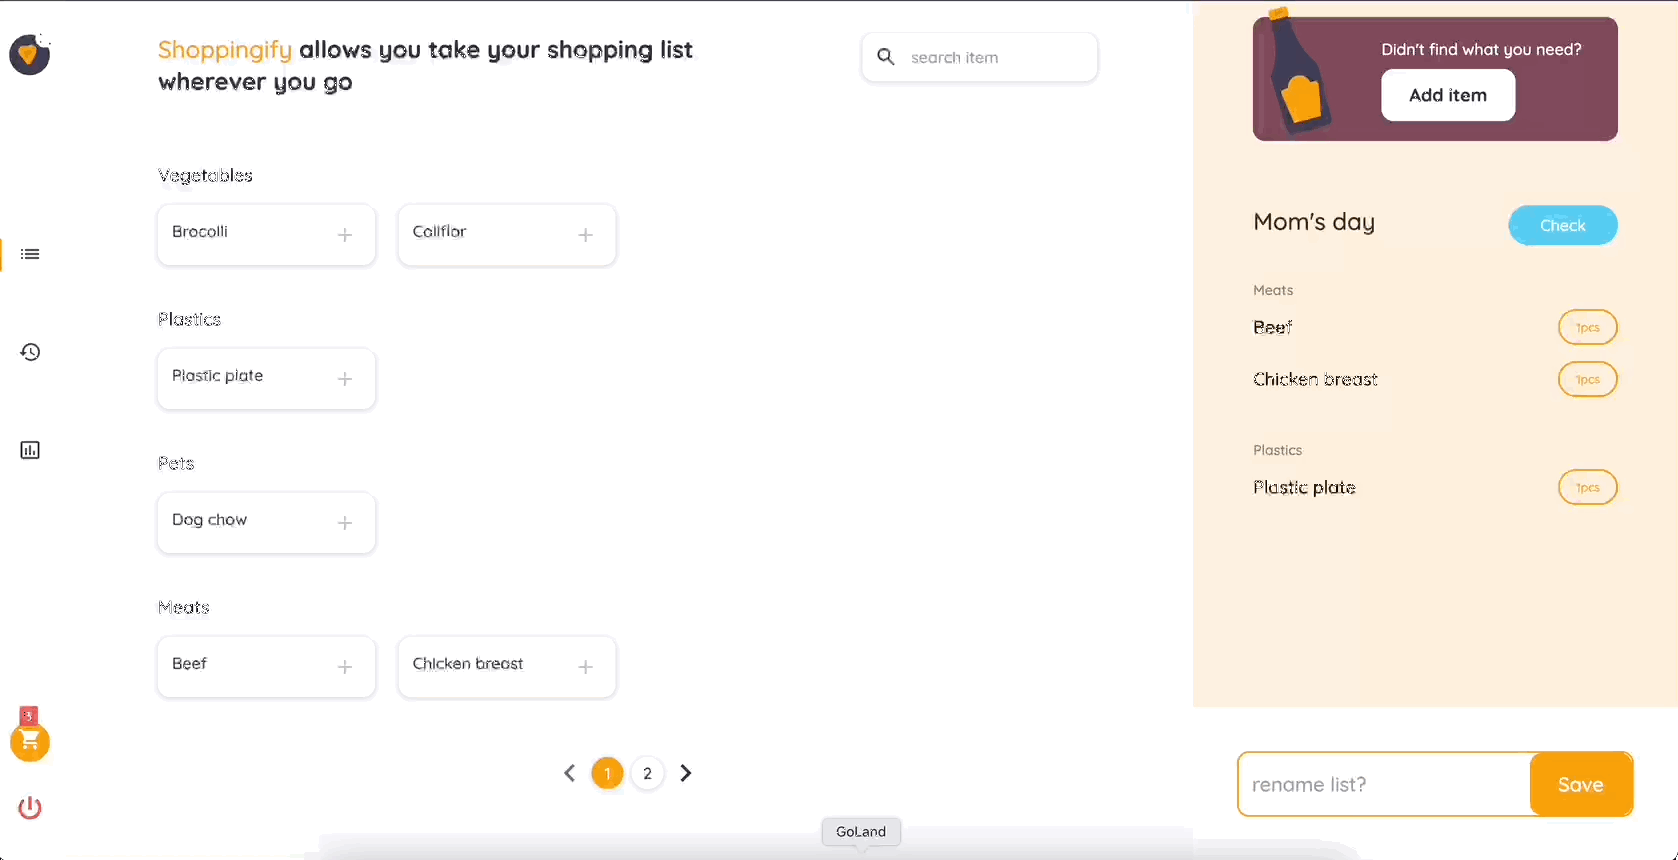 Shoppingify allows you take your shopping list
wherever you go
search item
Vegetables
Brocolli
Califlor
Plastics
Plastic plate
Pets
Dog chow
Meats
Beef
Chicken breast
1
2
3
Didn't find what you need?
Add item
Mom's day
Check
Meats
Beef
1pcs
Chicken breast
1pcs
Plastics
Plastic plate
1pcs
rename list?
Save
GoLand